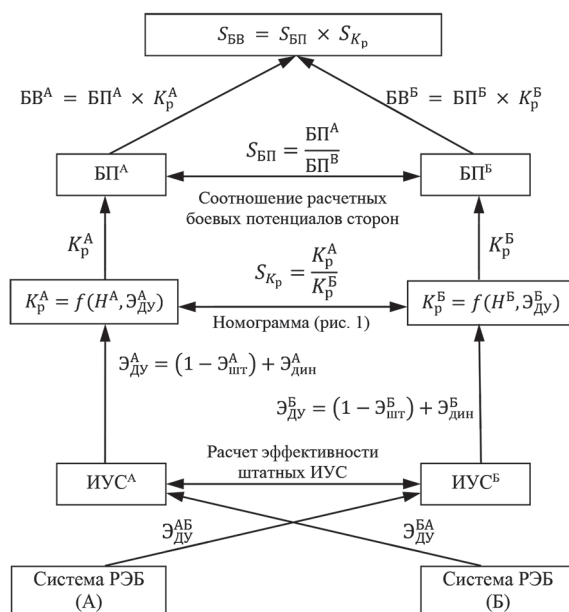 S_БВ = S_БП × S_Kр
БВ^А = БП^А × K_р^А
БВ^Б = БП^Б × K_р^Б
S_БП = БП^А / БП^В
БП^А
БП^Б
Соотношение расчетных
боевых потенциалов сторон
K_р^А
K_р^Б
S_Kр = K_р^А / K_р^Б
K_р^А = f(H^А, Э_ДУ^А)
K_р^Б = f(H^Б, Э_ДУ^Б)
Номограмма (рис. 1)
Э_ДУ^А = (1 − Э_шт^А) + Э_дин^А
Э_ДУ^Б = (1 − Э_шт^Б) + Э_дин^Б
Расчет эффективности
штатных ИУС
ИУС^А
ИУС^Б
Э_ДУ^АБ
Э_ДУ^БА
Система РЭБ
(А)
Система РЭБ
(Б)